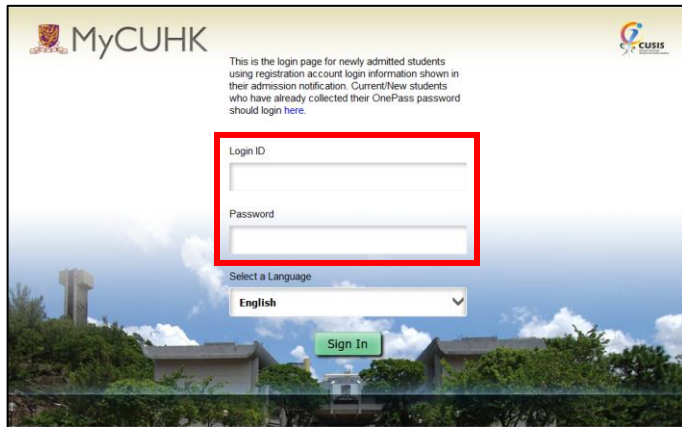 MyCUHK
CUSIS
This is the login page for newly admitted students
using registration account login information shown in
their admission notification. Current/New students
who have already collected their OnePass password
should login here.
Login ID
Password
Select a Language
English
Sign In